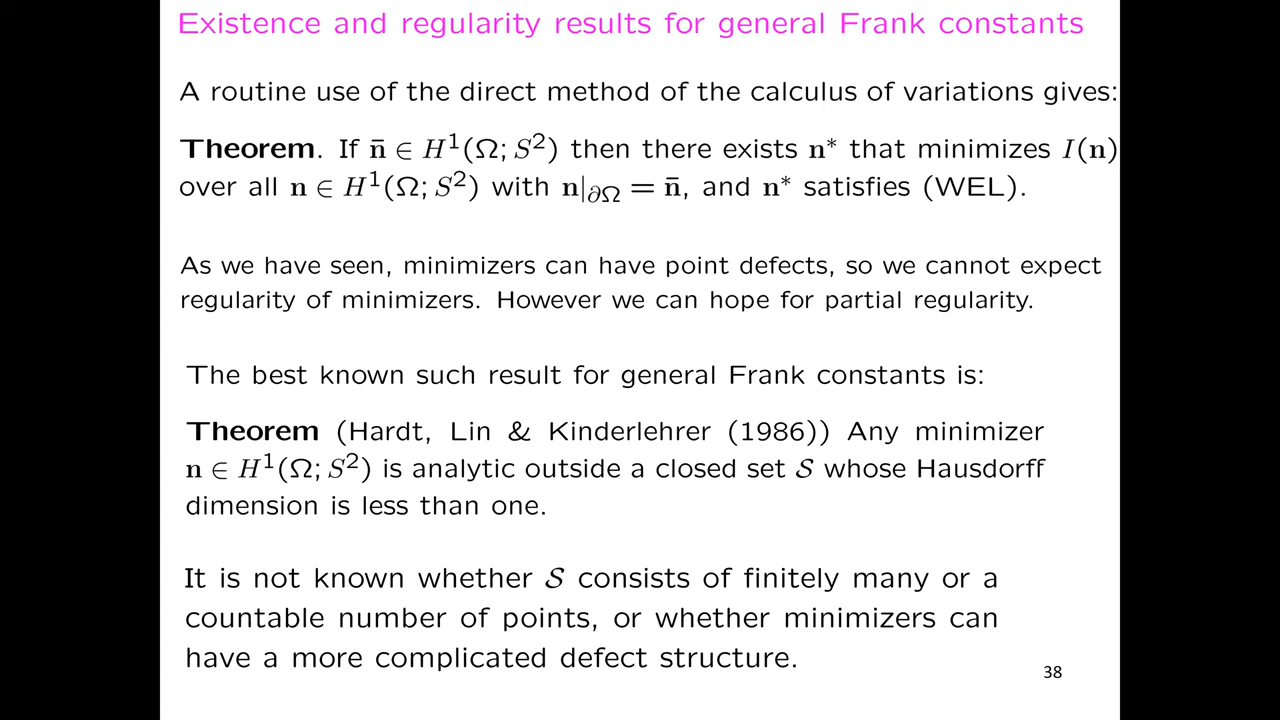 Existence and regularity results for general Frank constants
A routine use of the direct method of the calculus of variations gives:
Theorem. If n̄ ∈ H¹(Ω; S²) then there exists n* that minimizes I(n)
over all n ∈ H¹(Ω; S²) with n|∂Ω = n̄, and n* satisfies (WEL).
As we have seen, minimizers can have point defects, so we cannot expect
regularity of minimizers. However we can hope for partial regularity.
The best known such result for general Frank constants is:
Theorem (Hardt, Lin & Kinderlehrer (1986)) Any minimizer
n ∈ H¹(Ω; S²) is analytic outside a closed set 𝒮 whose Hausdorff
dimension is less than one.
It is not known whether 𝒮 consists of finitely many or a
countable number of points, or whether minimizers can
have a more complicated defect structure.
38